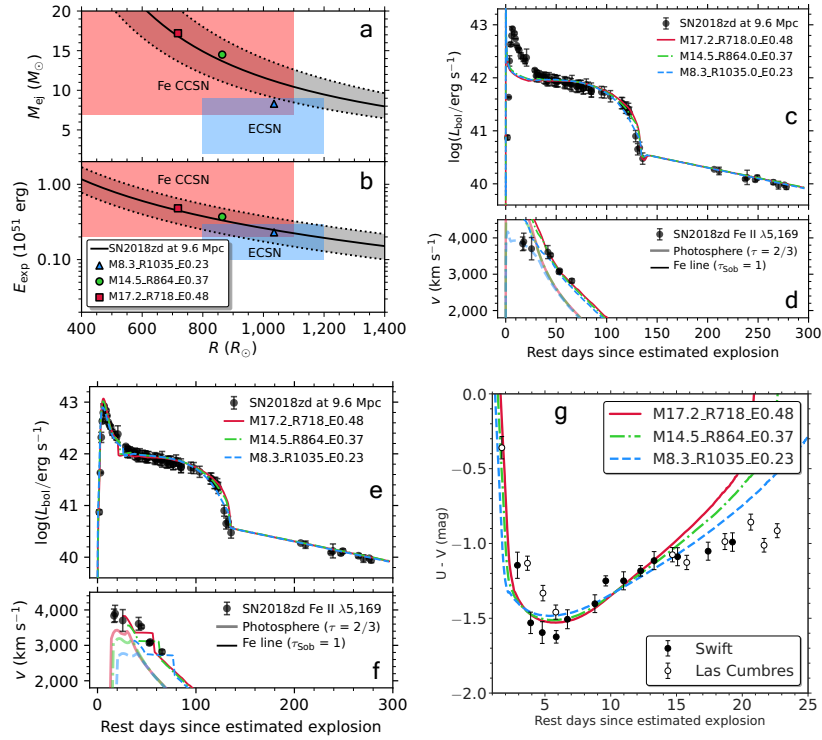 a
20
15
10
5
M_ej (M_⊙)
Fe CCSN
ECSN
b
1.00
0.10
E_exp (10^51 erg)
Fe CCSN
ECSN
SN2018zd at 9.6 Mpc
M8.3_R1035_E0.23
M14.5_R864_E0.37
M17.2_R718_E0.48
400 600 800 1,000 1,200 1,400
R (R_⊙)
c
43
42
41
40
log(L_bol/erg s^−1)
SN2018zd at 9.6 Mpc
M17.2_R718.0_E0.48
M14.5_R864.0_E0.37
M8.3_R1035.0_E0.23
d
4,000
3,000
2,000
v (km s^−1)
SN2018zd Fe II λ5,169
Photosphere (τ = 2/3)
Fe line (τ_Sob = 1)
0 50 100 150 200 250 300
Rest days since estimated explosion
e
43
42
41
40
log(L_bol/erg s^−1)
SN2018zd at 9.6 Mpc
M17.2_R718_E0.48
M14.5_R864_E0.37
M8.3_R1035_E0.23
f
4,000
3,000
2,000
v (km s^−1)
SN2018zd Fe II λ5,169
Photosphere (τ = 2/3)
Fe line (τ_Sob = 1)
0 100 200 300
Rest days since estimated explosion
g
0.0
−0.5
−1.0
−1.5
−2.0
U - V (mag)
M17.2_R718_E0.48
M14.5_R864_E0.37
M8.3_R1035_E0.23
Swift
Las Cumbres
5 10 15 20 25
Rest days since estimated explosion